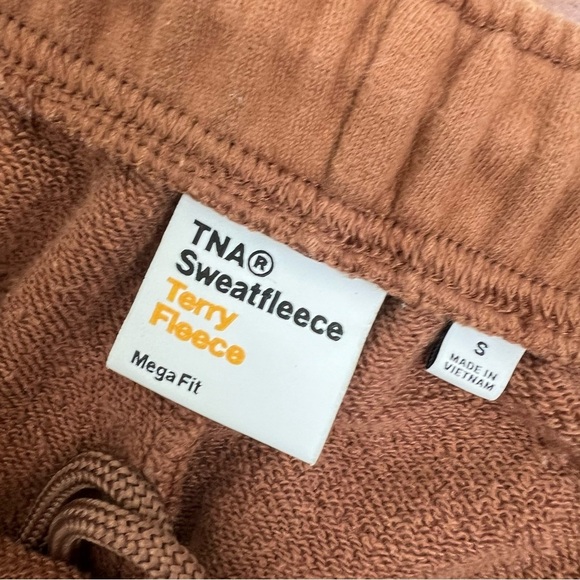 TNA®
Sweatfleece
Terry
Fleece
Mega Fit
S
MADE IN
VIETNAM